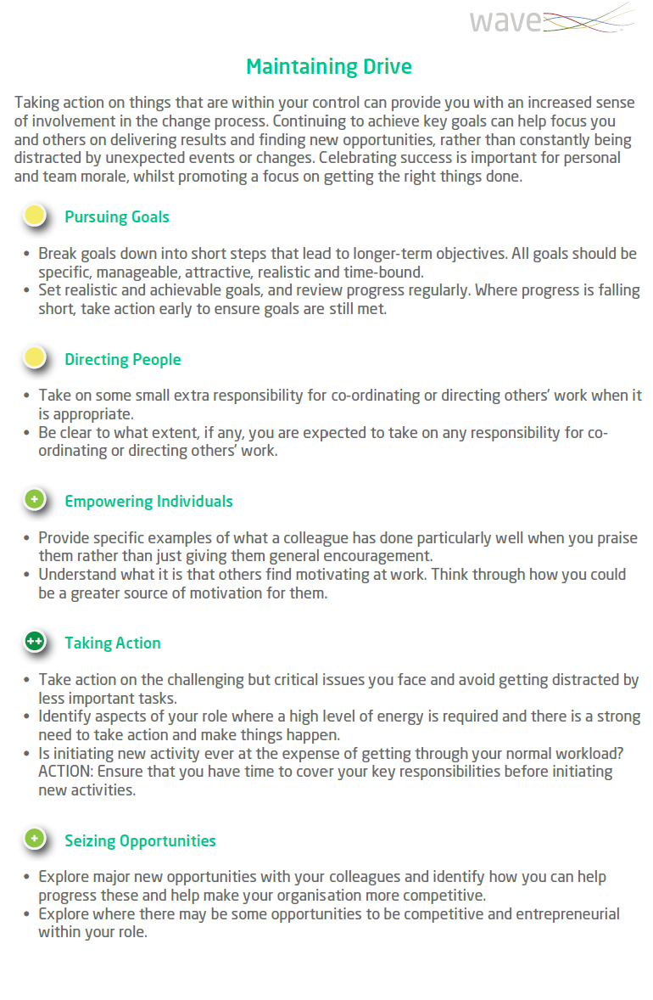 wave
Maintaining Drive
Taking action on things that are within your control can provide you with an increased sense
of involvement in the change process. Continuing to achieve key goals can help focus you
and others on delivering results and finding new opportunities, rather than constantly being
distracted by unexpected events or changes. Celebrating success is important for personal
and team morale, whilst promoting a focus on getting the right things done.
Pursuing Goals
• Break goals down into short steps that lead to longer-term objectives. All goals should be
specific, manageable, attractive, realistic and time-bound.
• Set realistic and achievable goals, and review progress regularly. Where progress is falling
short, take action early to ensure goals are still met.
Directing People
• Take on some small extra responsibility for co-ordinating or directing others' work when it
is appropriate.
• Be clear to what extent, if any, you are expected to take on any responsibility for co-
ordinating or directing others' work.
+ Empowering Individuals
• Provide specific examples of what a colleague has done particularly well when you praise
them rather than just giving them general encouragement.
• Understand what it is that others find motivating at work. Think through how you could
be a greater source of motivation for them.
++ Taking Action
• Take action on the challenging but critical issues you face and avoid getting distracted by
less important tasks.
• Identify aspects of your role where a high level of energy is required and there is a strong
need to take action and make things happen.
• Is initiating new activity ever at the expense of getting through your normal workload?
ACTION: Ensure that you have time to cover your key responsibilities before initiating
new activities.
+ Seizing Opportunities
• Explore major new opportunities with your colleagues and identify how you can help
progress these and help make your organisation more competitive.
• Explore where there may be some opportunities to be competitive and entrepreneurial
within your role.